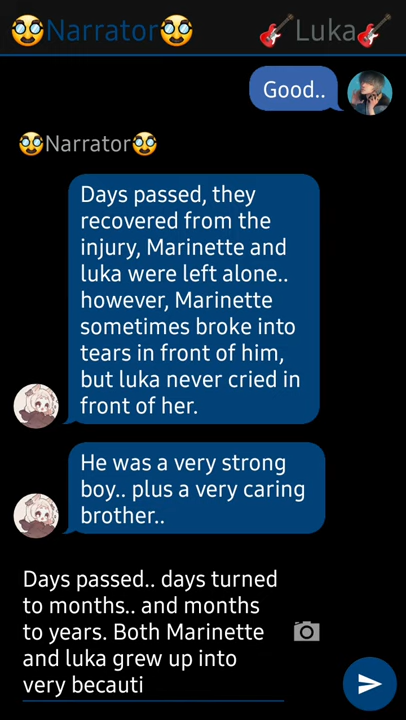 🥸Narrator🥸 🎸Luka🎸
Good..
🥸Narrator🥸
Days passed, they
recovered from the
injury, Marinette and
luka were left alone..
however, Marinette
sometimes broke into
tears in front of him,
but luka never cried in
front of her.
He was a very strong
boy.. plus a very caring
brother..
Days passed.. days turned
to months.. and months
to years. Both Marinette
and luka grew up into
very becauti